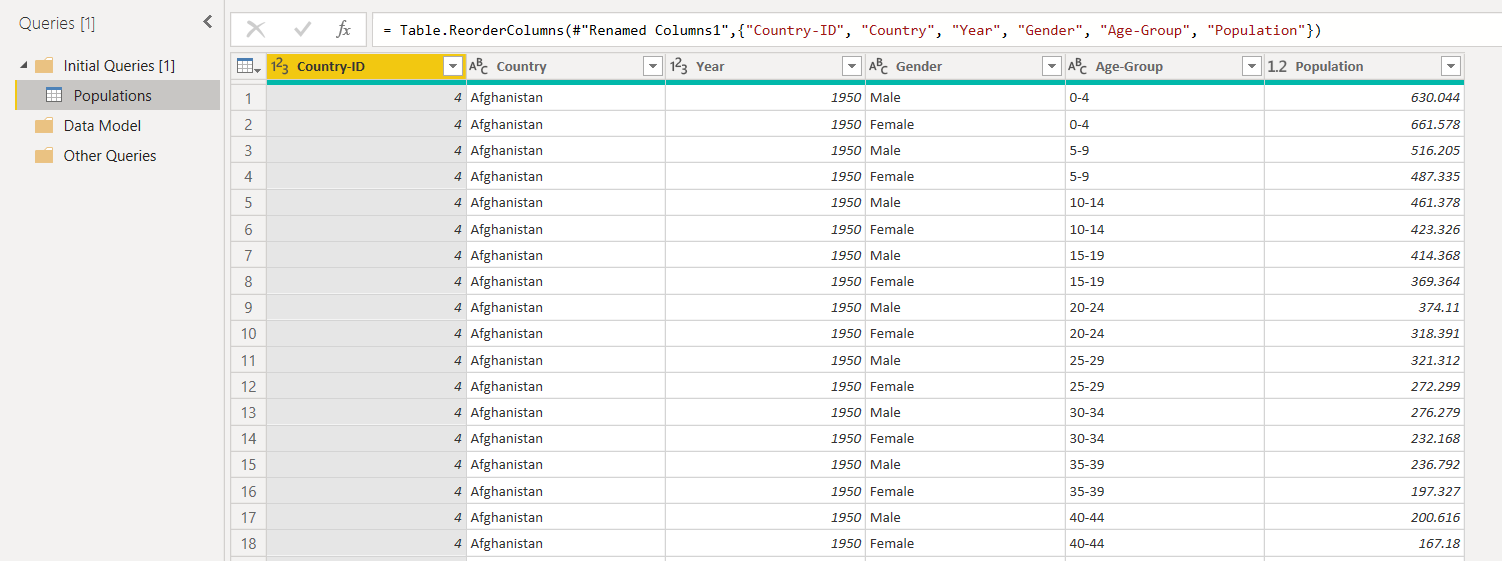 Queries [1]
Initial Queries [1]
Populations
Data Model
Other Queries
fx = Table.ReorderColumns(#"Renamed Columns1",{"Country-ID", "Country", "Year", "Gender", "Age-Group", "Population"})
123 Country-ID ABC Country 123 Year ABC Gender ABC Age-Group 1.2 Population
1 4 Afghanistan 1950 Male 0-4 630.044
2 4 Afghanistan 1950 Female 0-4 661.578
3 4 Afghanistan 1950 Male 5-9 516.205
4 4 Afghanistan 1950 Female 5-9 487.335
5 4 Afghanistan 1950 Male 10-14 461.378
6 4 Afghanistan 1950 Female 10-14 423.326
7 4 Afghanistan 1950 Male 15-19 414.368
8 4 Afghanistan 1950 Female 15-19 369.364
9 4 Afghanistan 1950 Male 20-24 374.11
10 4 Afghanistan 1950 Female 20-24 318.391
11 4 Afghanistan 1950 Male 25-29 321.312
12 4 Afghanistan 1950 Female 25-29 272.299
13 4 Afghanistan 1950 Male 30-34 276.279
14 4 Afghanistan 1950 Female 30-34 232.168
15 4 Afghanistan 1950 Male 35-39 236.792
16 4 Afghanistan 1950 Female 35-39 197.327
17 4 Afghanistan 1950 Male 40-44 200.616
18 4 Afghanistan 1950 Female 40-44 167.18